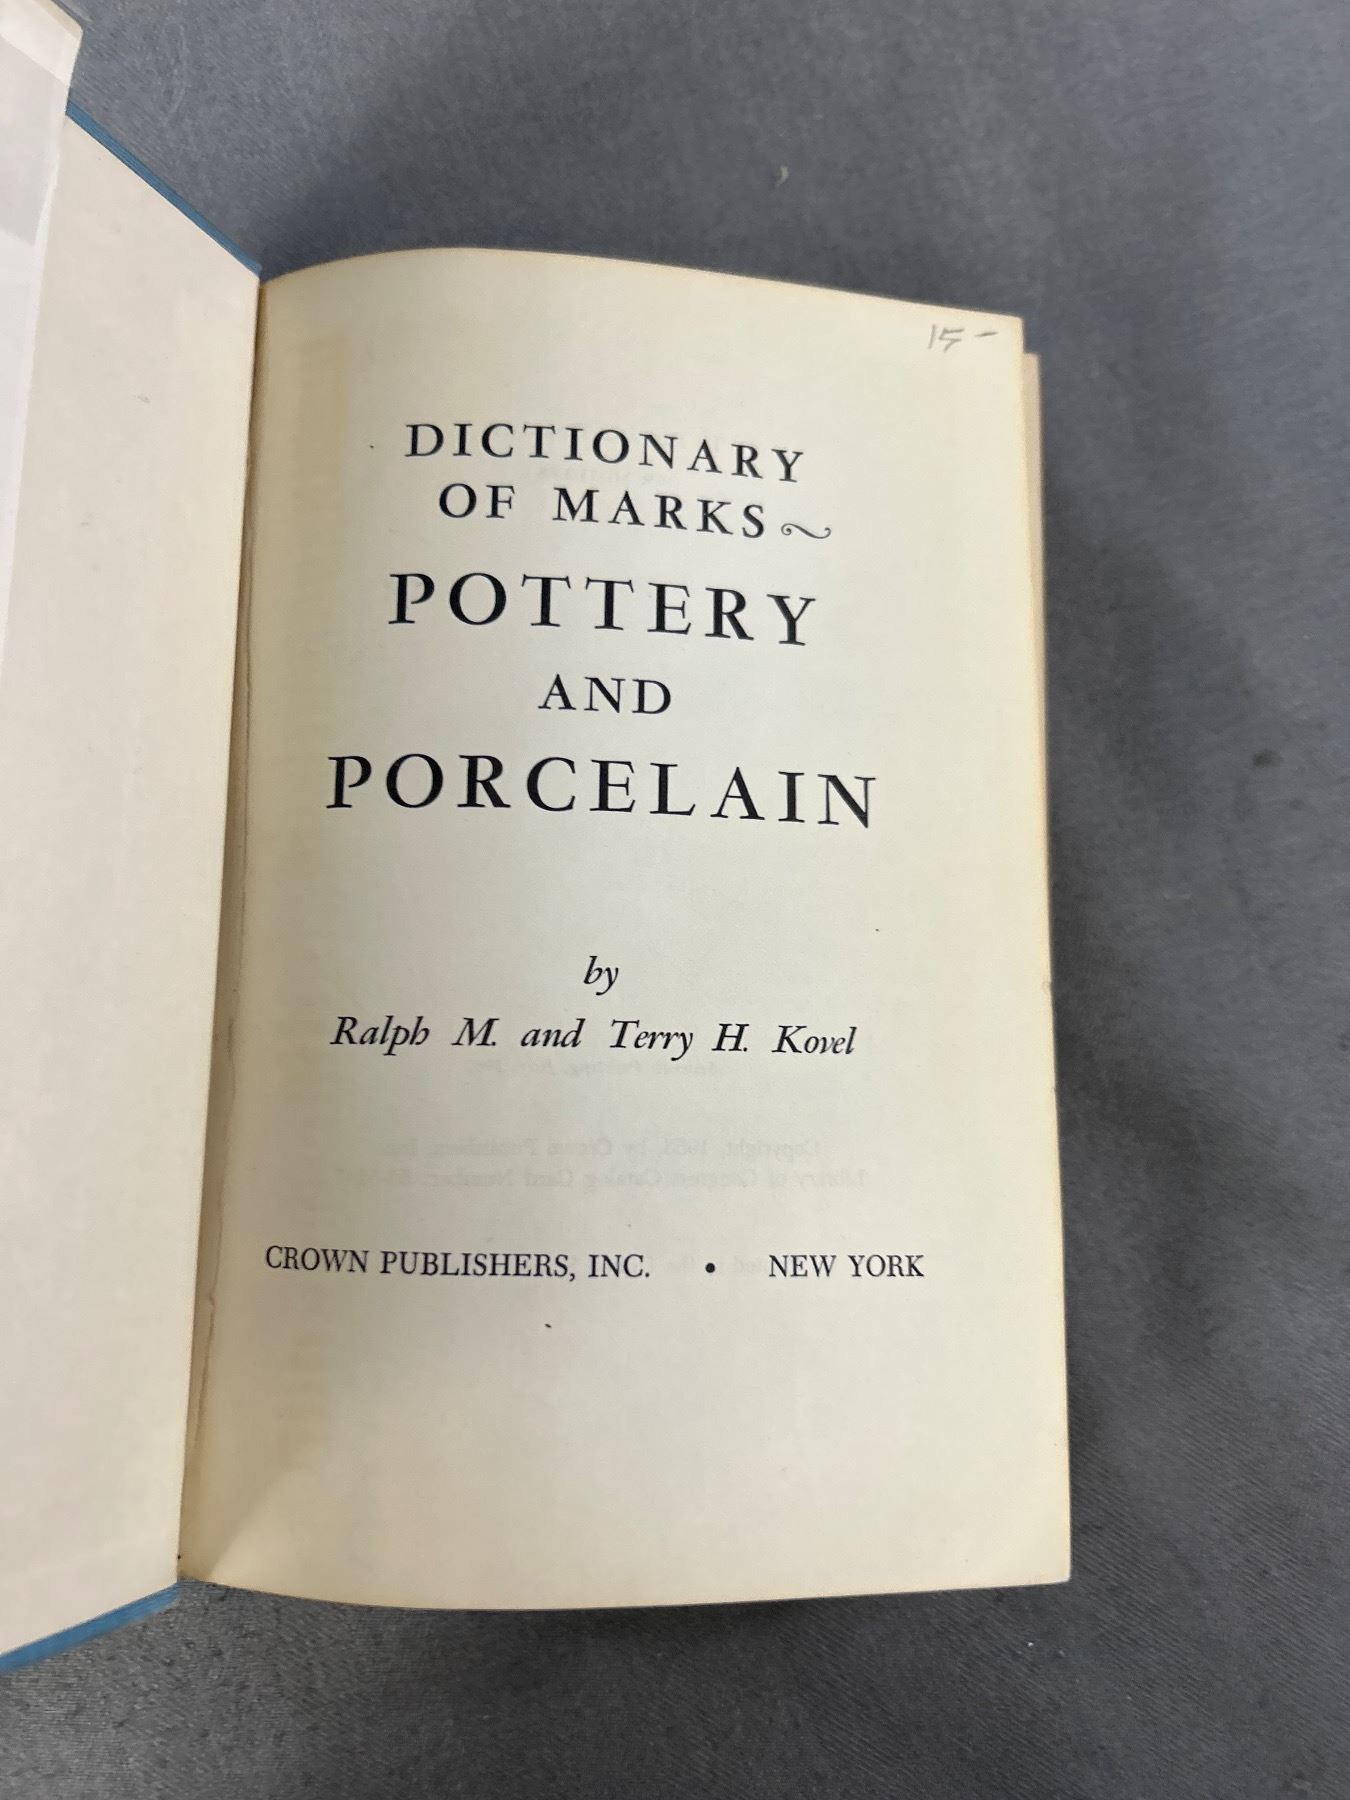 15 -
DICTIONARY
OF MARKS~
POTTERY
AND
PORCELAIN
by
Ralph M. and Terry H. Kovel
CROWN PUBLISHERS, INC. • NEW YORK